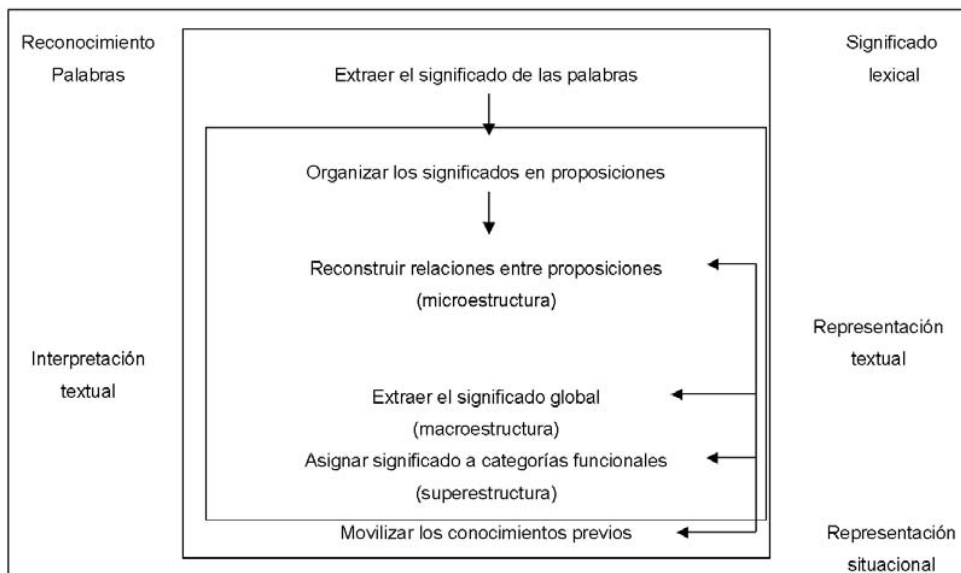 Reconocimiento
Palabras
Significado
lexical
Extraer el significado de las palabras
Organizar los significados en proposiciones
Reconstruir relaciones entre proposiciones
(microestructura)
Interpretación
textual
Representación
textual
Extraer el significado global
(macroestructura)
Asignar significado a categorías funcionales
(superestructura)
Movilizar los conocimientos previos
Representación
situacional